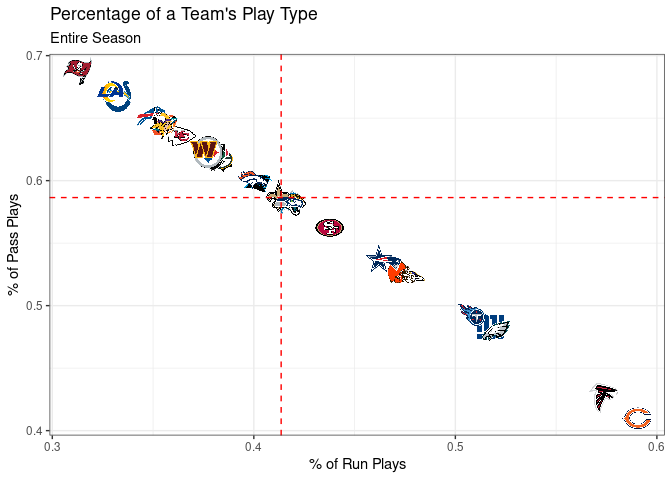 Percentage of a Team's Play Type
Entire Season
0.7
0.6
0.5
0.4
% of Pass Plays
0.3 0.4 0.5 0.6
% of Run Plays